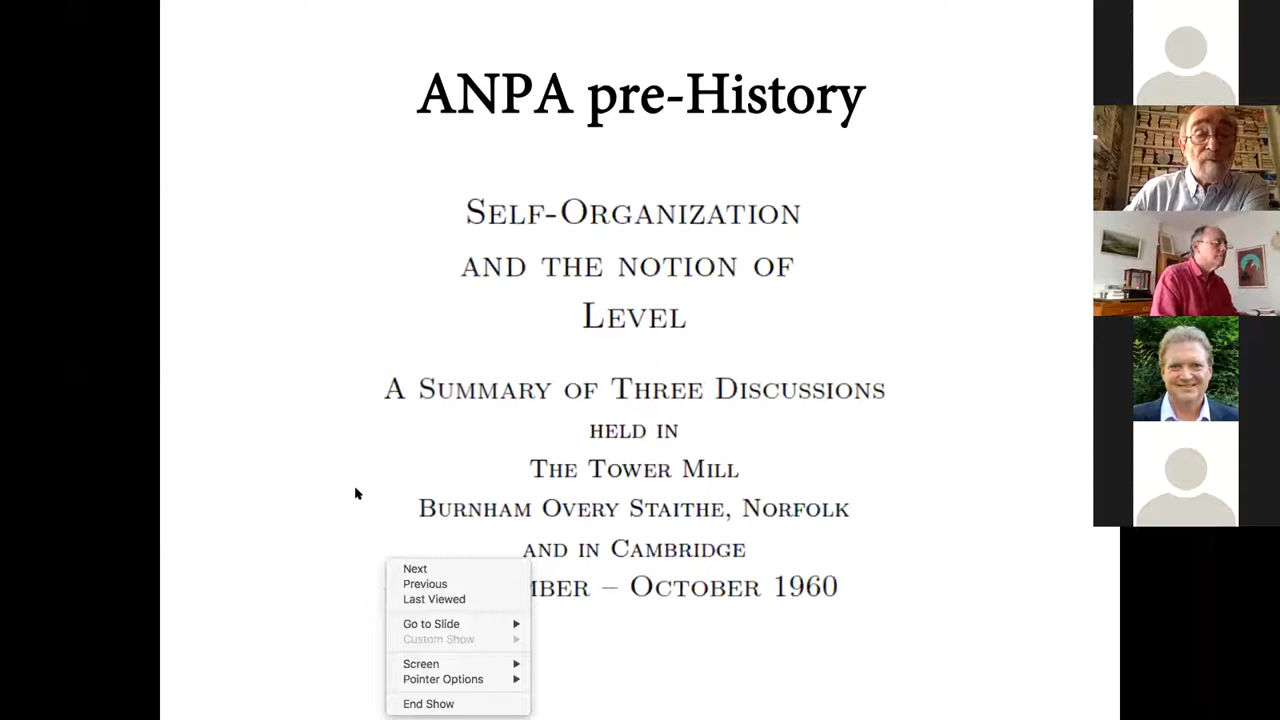 ANPA pre-History
Self-Organization
and the notion of
Level
A Summary of Three Discussions
held in
The Tower Mill
Burnham Overy Staithe, Norfolk
and in Cambridge
– October 1960
Next
Previous
Last Viewed
Go to Slide
Custom Show
Screen
Pointer Options
End Show